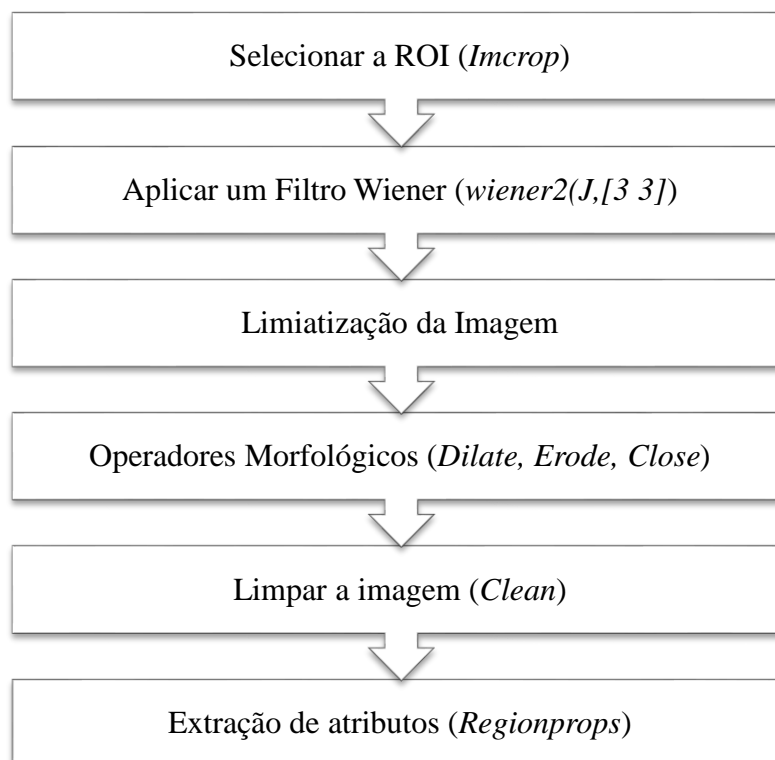 Selecionar a ROI (Imcrop)
Aplicar um Filtro Wiener (wiener2(J,[3 3])
Limiatização da Imagem
Operadores Morfológicos (Dilate, Erode, Close)
Limpar a imagem (Clean)
Extração de atributos (Regionprops)